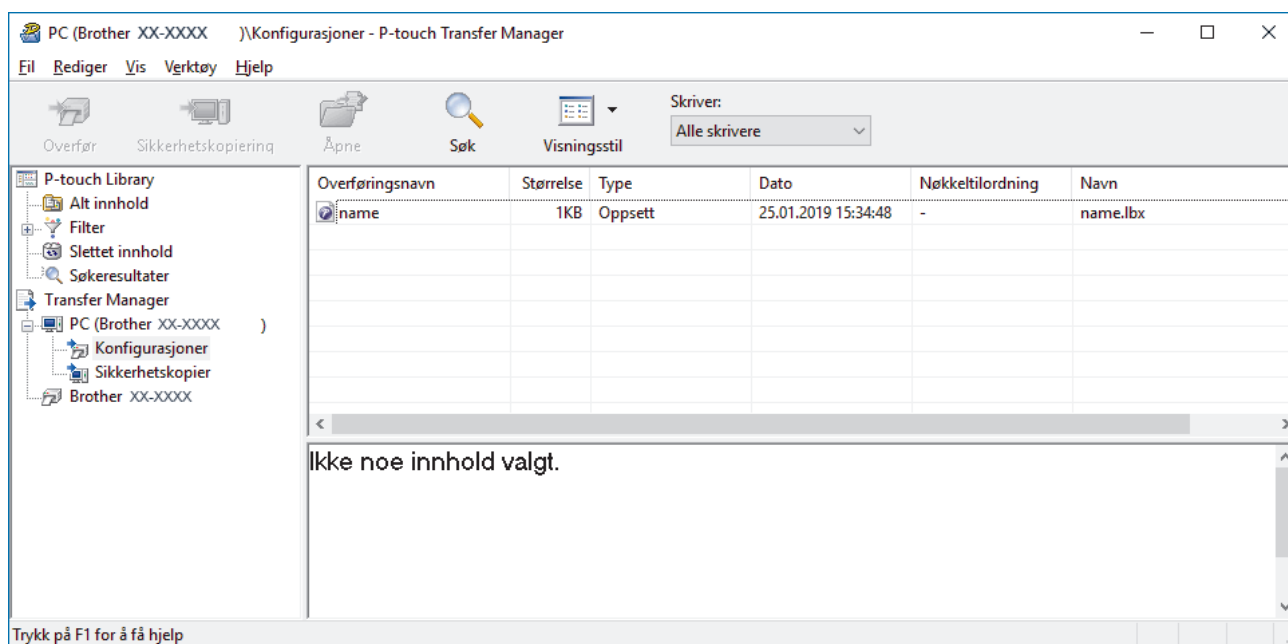 PC (Brother XX-XXXX )\Konfigurasjoner - P-touch Transfer Manager
Fil Rediger Vis Verktøy Hjelp
Overfør Sikkerhetskopiering Åpne Søk Visningsstil
Skriver:
Alle skrivere
P-touch Library
Alt innhold
Filter
Slettet innhold
Søkeresultater
Transfer Manager
PC (Brother XX-XXXX )
Konfigurasjoner
Sikkerhetskopier
Brother XX-XXXX
Overføringsnavn Størrelse Type Dato Nøkkeltilordning Navn
name 1KB Oppsett 25.01.2019 15:34:48 - name.lbx
Ikke noe innhold valgt.
Trykk på F1 for å få hjelp